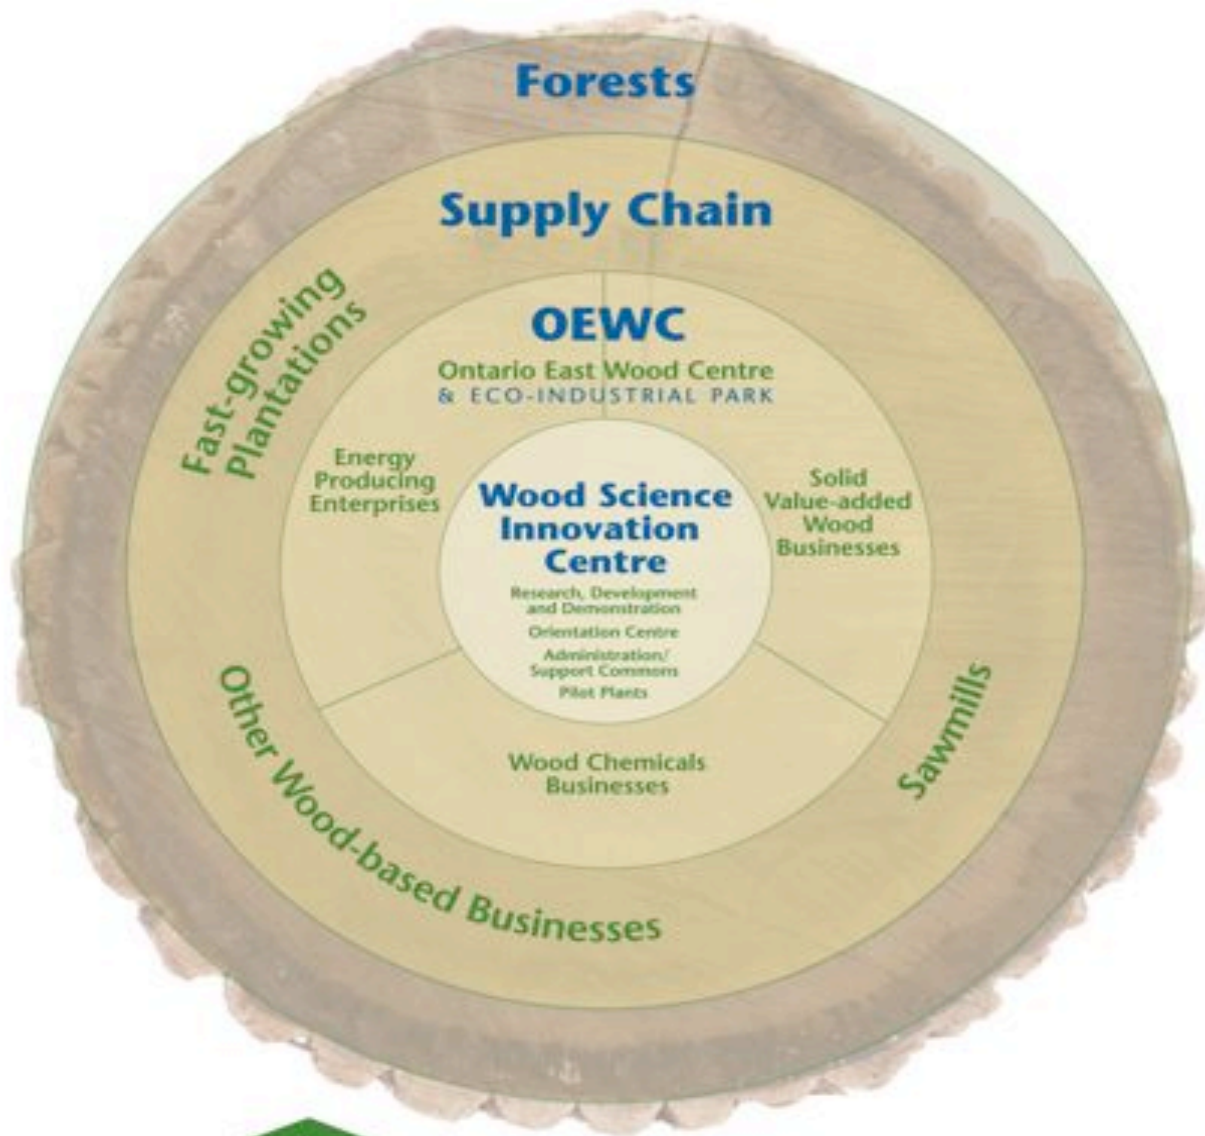 Forests
Supply Chain
Fast-growing
Plantations
OEWC
Ontario East Wood Centre
& ECO-INDUSTRIAL PARK
Energy
Producing
Enterprises
Solid
Value-added
Wood
Businesses
Wood Science
Innovation
Centre
Research, Development
and Demonstration
Orientation Centre
Administration/
Support Commons
Pilot Plants
Wood Chemicals
Businesses
Sawmills
Other Wood-based Businesses